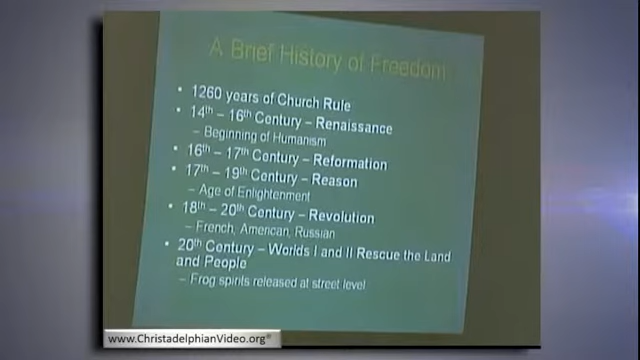 A Brief History of Freedom
• 1260 years of Church Rule
• 14th – 16th Century – Renaissance
– Beginning of Humanism
• 16th – 17th Century – Reformation
• 17th – 19th Century – Reason
– Age of Enlightenment
• 18th – 20th Century – Revolution
– French, American, Russian
• 20th Century – Worlds I and II Rescue the Land
and People
– Frog spirits released at street level
www.ChristadelphianVideo.org®